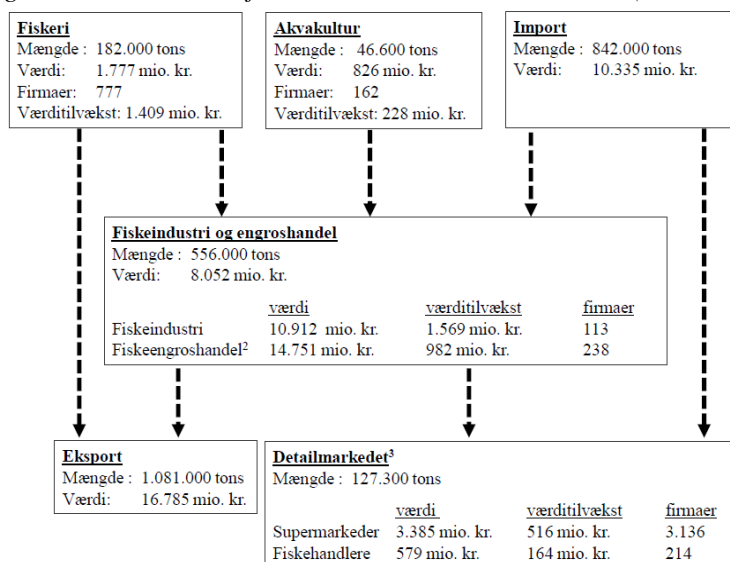 Fiskeri
Mængde : 182.000 tons
Værdi: 1.777 mio. kr.
Firmaer: 777
Værditilvækst: 1.409 mio. kr.
Akvakultur
Mængde : 46.600 tons
Værdi: 826 mio. kr.
Firmaer: 162
Værditilvækst: 228 mio. kr.
Import
Mængde : 842.000 tons
Værdi: 10.335 mio. kr.
Fiskeindustri og engroshandel
Mængde : 556.000 tons
Værdi: 8.052 mio. kr.
værdi værditilvækst firmaer
Fiskeindustri 10.912 mio. kr. 1.569 mio. kr. 113
Fiskeengroshandel² 14.751 mio. kr. 982 mio. kr. 238
Eksport
Mængde : 1.081.000 tons
Værdi: 16.785 mio. kr.
Detailmarkedet³
Mængde : 127.300 tons
værdi værditilvækst firmaer
Supermarkeder 3.385 mio. kr. 516 mio. kr. 3.136
Fiskehandlere 579 mio. kr. 164 mio. kr. 214